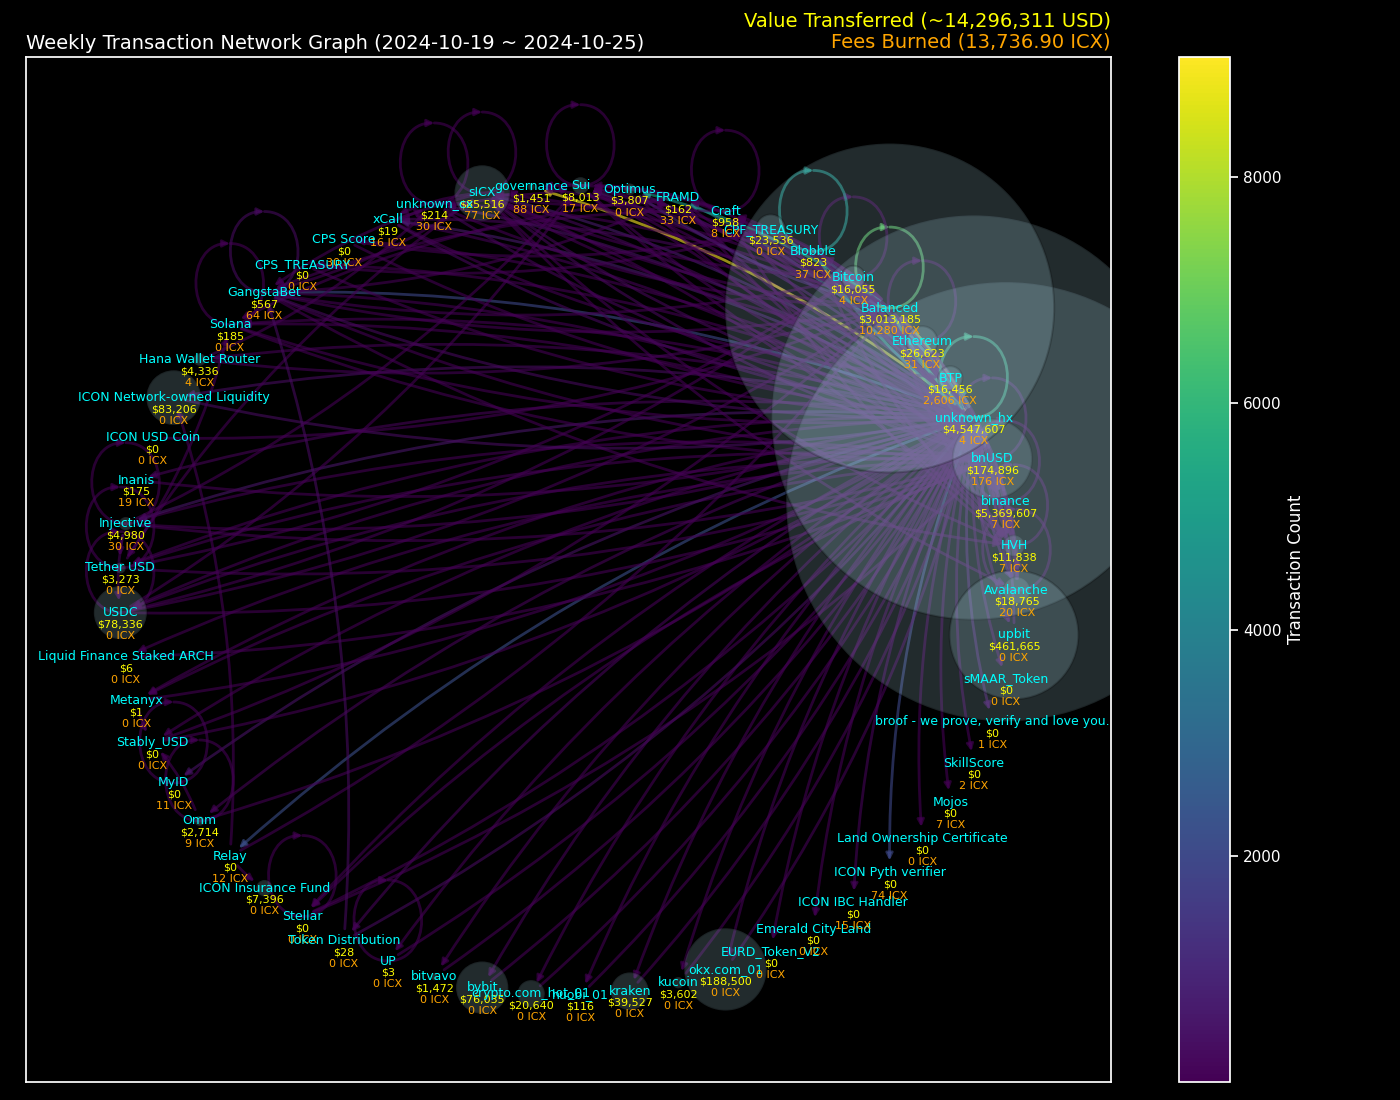 Value Transferred (~14,296,311 USD)
Weekly Transaction Network Graph (2024-10-19 ~ 2024-10-25)
Fees Burned (13,736.90 ICX)
sICX
$85,516
77 ICX
governance
$1,451
88 ICX
Sui
$8,013
17 ICX
Optimus
$3,807
0 ICX
FRAMD
$162
33 ICX
Craft
$958
8 ICX
$23,536
0 ICX
Blobble
$823
37 ICX
Bitcoin
$16,055
4 ICX
Balanced
$3,013,185
10,280 ICX
Ethereum
$26,623
31 ICX
BTP
$16,456
2,606 ICX
unknown_hx
$4,547,607
4 ICX
bnUSD
$174,896
176 ICX
binance
$5,369,607
7 ICX
HVH
$11,838
7 ICX
Avalanche
$18,765
20 ICX
upbit
$461,665
0 ICX
sMAAR_Token
$0
0 ICX
broof - we prove, verify and love you.
$0
1 ICX
SkillScore
$0
2 ICX
Mojos
$0
7 ICX
Land Ownership Certificate
$0
0 ICX
ICON Pyth verifier
$0
74 ICX
ICON IBC Handler
$0
15 ICX
Emerald City Land
$0
0 ICX
EURD_Token_V2
$0
0 ICX
okx.com_01
$188,500
0 ICX
kucoin
$3,602
0 ICX
kraken
$39,527
0 ICX
huobi_01
$116
0 ICX
crypto.com_hot_01
$20,640
0 ICX
bybit
$76,035
0 ICX
bitvavo
$1,472
0 ICX
UP
$3
0 ICX
Token Distribution
$28
0 ICX
Stellar
$0
ICON Insurance Fund
$7,396
0 ICX
Relay
$0
12 ICX
Omm
$2,714
9 ICX
MyID
$0
11 ICX
Stably_USD
$0
0 ICX
Metanyx
$1
0 ICX
Liquid Finance Staked ARCH
$6
0 ICX
USDC
$78,336
0 ICX
Tether USD
$3,273
0 ICX
Injective
$4,980
30 ICX
Inanis
$175
19 ICX
ICON USD Coin
$0
0 ICX
ICON Network-owned Liquidity
$83,206
0 ICX
Hana Wallet Router
$4,336
4 ICX
Solana
$185
0 ICX
GangstaBet
$567
64 ICX
CPS_TREASURY
$0
0 ICX
CPS Score
$0
30 ICX
xCall
$19
16 ICX
$214
30 ICX
8000
6000
4000
2000
Transaction Count